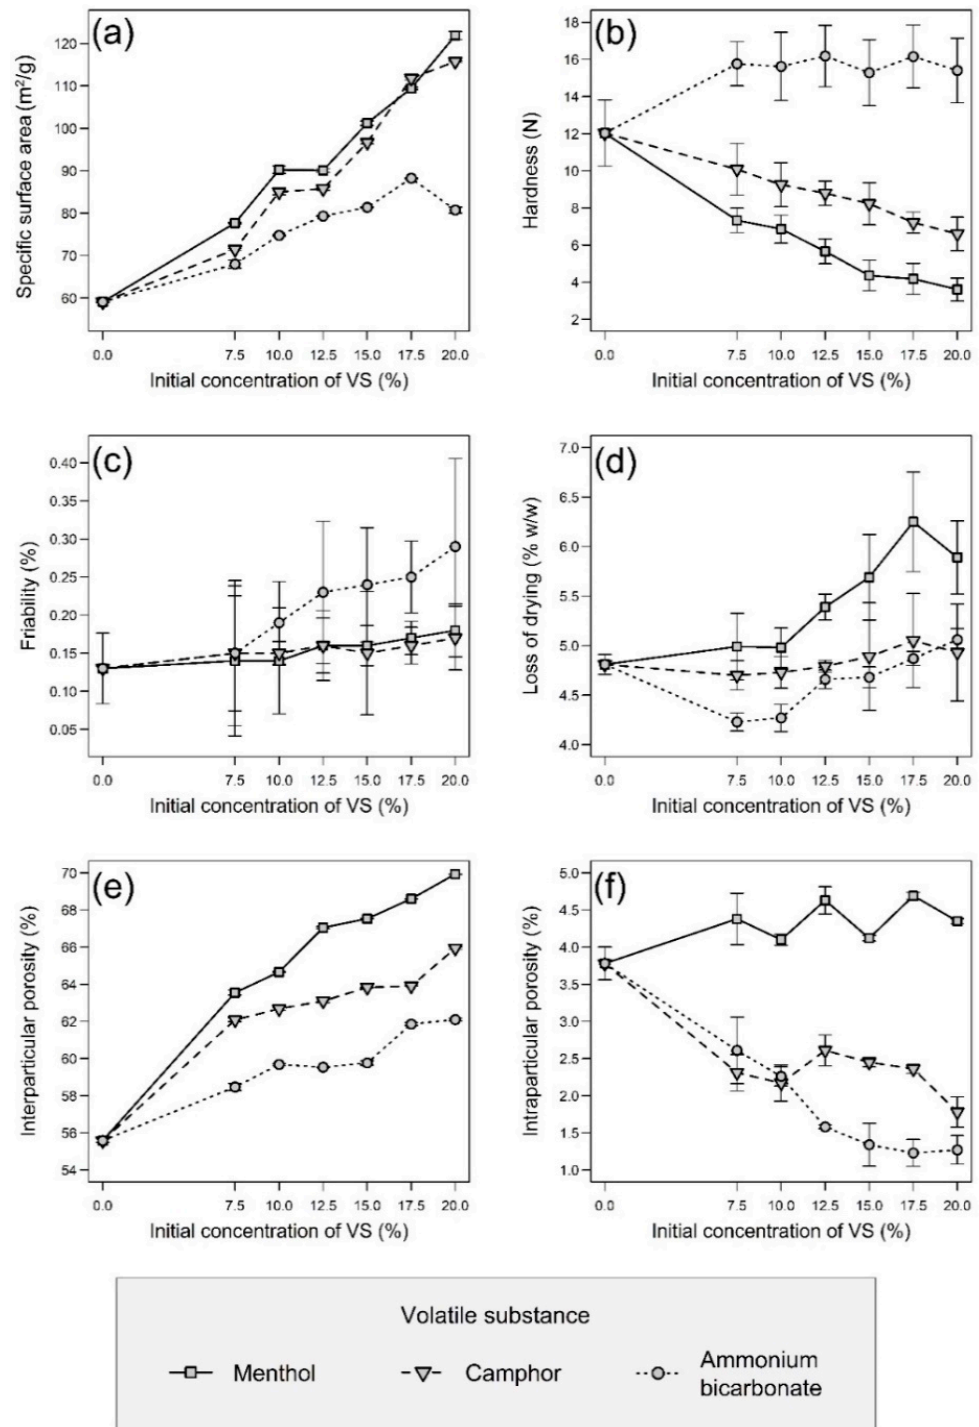 (a)
Specific surface area (m²/g)
120
110
100
90
80
70
60
0.0 7.5 10.0 12.5 15.0 17.5 20.0
Initial concentration of VS (%)
(b)
Hardness (N)
18
16
14
12
10
8
6
4
2
0.0 7.5 10.0 12.5 15.0 17.5 20.0
Initial concentration of VS (%)
(c)
Friability (%)
0.40
0.35
0.30
0.25
0.20
0.15
0.10
0.05
0.0 7.5 10.0 12.5 15.0 17.5 20.0
Initial concentration of VS (%)
(d)
Loss of drying (% w/w)
7.0
6.5
6.0
5.5
5.0
4.5
4.0
0.0 7.5 10.0 12.5 15.0 17.5 20.0
Initial concentration of VS (%)
(e)
Interparticular porosity (%)
70
68
66
64
62
60
58
56
54
0.0 7.5 10.0 12.5 15.0 17.5 20.0
Initial concentration of VS (%)
(f)
Intraparticular porosity (%)
5.0
4.5
4.0
3.5
3.0
2.5
2.0
1.5
1.0
0.0 7.5 10.0 12.5 15.0 17.5 20.0
Initial concentration of VS (%)
Volatile substance
Menthol
Camphor
Ammonium
bicarbonate